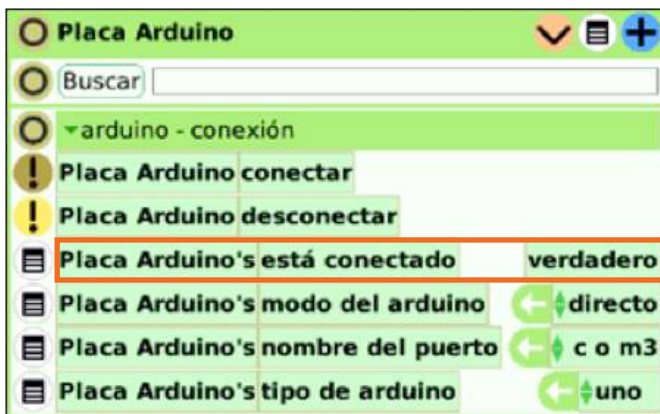 Placa Arduino
Buscar
arduino - conexión
! Placa Arduino conectar
! Placa Arduino desconectar
Placa Arduino's está conectado verdadero
Placa Arduino's modo del arduino directo
Placa Arduino's nombre del puerto c o m3
Placa Arduino's tipo de arduino uno